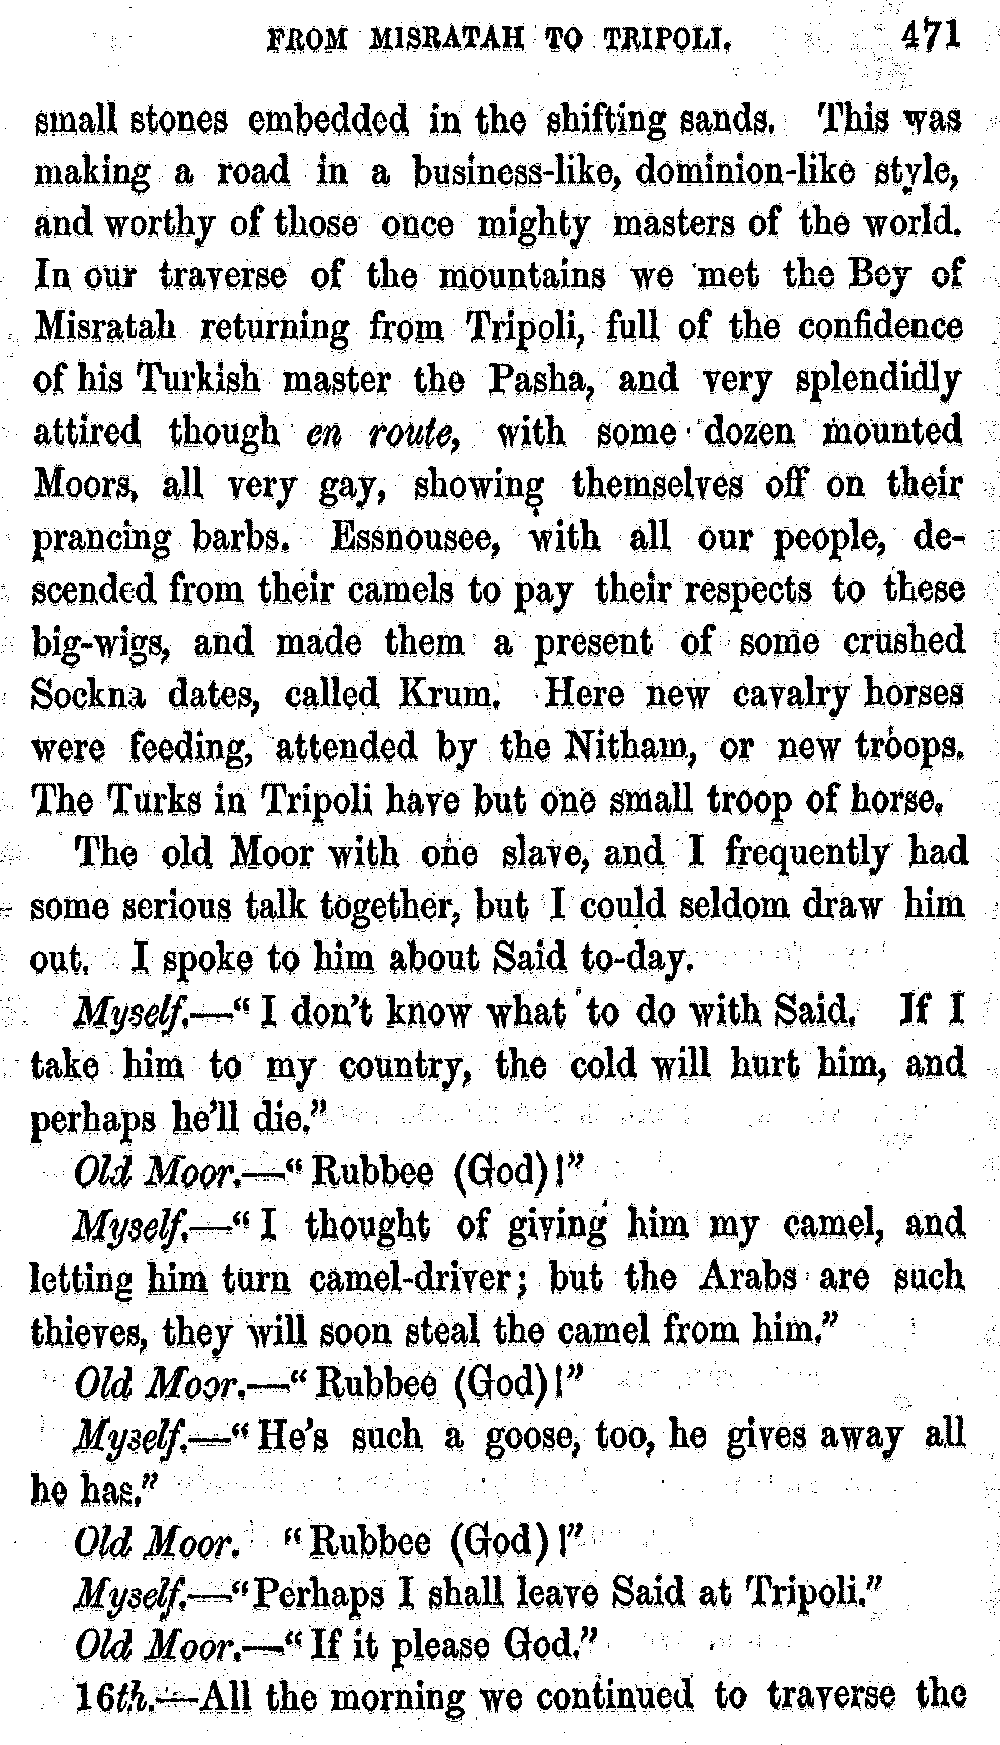 FROM MISRATAH TO TRIPOLI. 471
small stones embedded in the shifting sands. This was
making a road in a business-like, dominion-like style,
and worthy of those once mighty masters of the world.
In our traverse of the mountains we met the Bey of
Misratah returning from Tripoli, full of the confidence
of his Turkish master the Pasha, and very splendidly
attired though en route, with some dozen mounted
Moors, all very gay, showing themselves off on their
prancing barbs. Essnousee, with all our people, de-
scended from their camels to pay their respects to these
big-wigs, and made them a present of some crushed
Sockna dates, called Krum. Here new cavalry horses
were feeding, attended by the Nitham, or new troops.
The Turks in Tripoli have but one small troop of horse.
The old Moor with one slave, and I frequently had
some serious talk together, but I could seldom draw him
out. I spoke to him about Said to-day.
Myself.—"I don't know what to do with Said. If I
take him to my country, the cold will hurt him, and
perhaps he'll die."
Old Moor.—"Rubbee (God)!"
Myself.—"I thought of giving him my camel, and
letting him turn camel-driver; but the Arabs are such
thieves, they will soon steal the camel from him."
Old Moor.—"Rubbee (God)!"
Myself.—"He's such a goose, too, he gives away all
he has."
Old Moor. "Rubbee (God)!"
Myself.—"Perhaps I shall leave Said at Tripoli."
Old Moor.—"If it please God."
16th.—All the morning we continued to traverse the